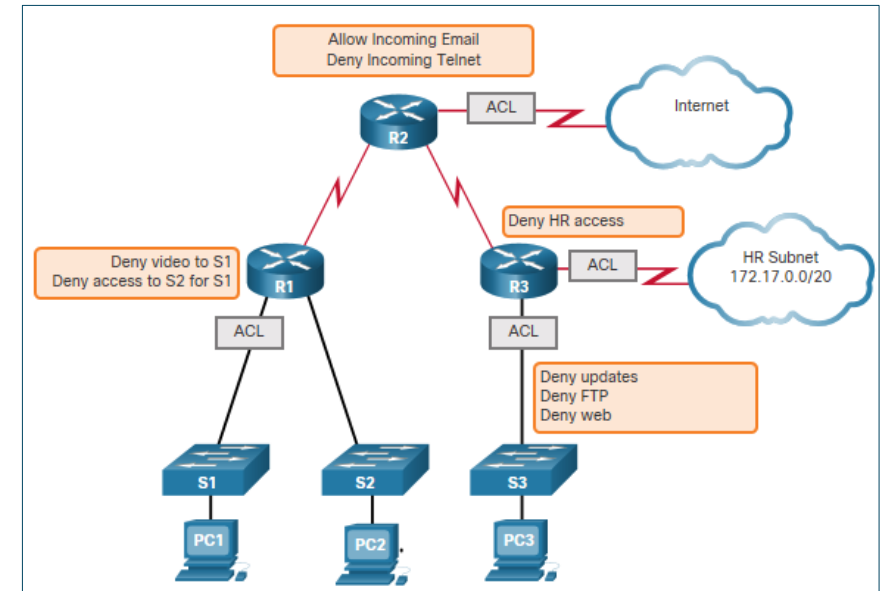 Allow Incoming Email
Deny Incoming Telnet
ACL
Internet
R2
Deny HR access
Deny video to S1
Deny access to S2 for S1
R1
R3
ACL
HR Subnet
172.17.0.0/20
ACL
ACL
Deny updates
Deny FTP
Deny web
S1
S2
S3
PC1
PC2
PC3